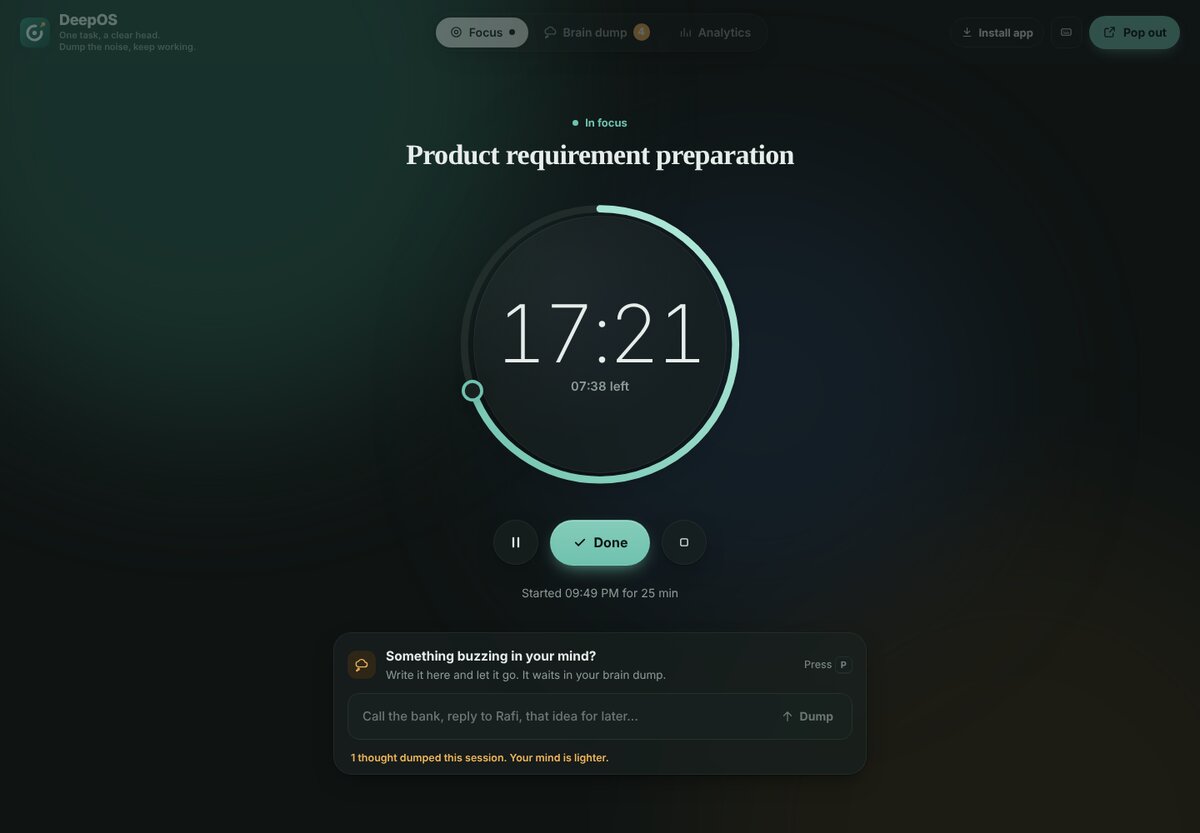 DeepOS
One task, a clear head.
Dump the noise, keep working.
Focus
Brain dump 4
Analytics
Install app
Pop out
In focus
Product requirement preparation
17:21
07:38 left
Done
Started 09:49 PM for 25 min
Something buzzing in your mind?
Write it here and let it go. It waits in your brain dump.
Press P
Call the bank, reply to Rafi, that idea for later...
Dump
1 thought dumped this session. Your mind is lighter.